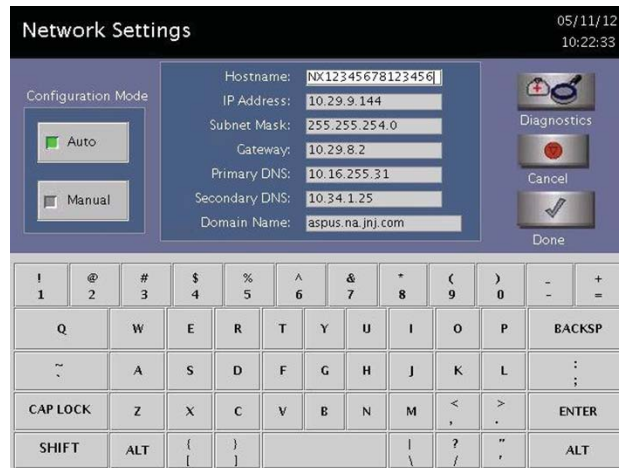 Network Settings
05/11/12
10:22:33
Configuration Mode
Auto
Manual
Hostname: NX12345678123456
IP Address: 10.29.9.144
Subnet Mask: 255.255.254.0
Gateway: 10.29.8.2
Primary DNS: 10.16.255.31
Secondary DNS: 10.34.1.25
Domain Name: aspus.na.jnj.com
Diagnostics
Cancel
Done
! @ # $ % ^ & * ( ) _ +
1 2 3 4 5 6 7 8 9 0 - =
Q W E R T Y U I O P BACKSP
~ A S D F G H J K L :
` ;
CAP LOCK Z X C V B N M < > ENTER
, .
SHIFT ALT { } | ? " ALT
[ ] \ / '